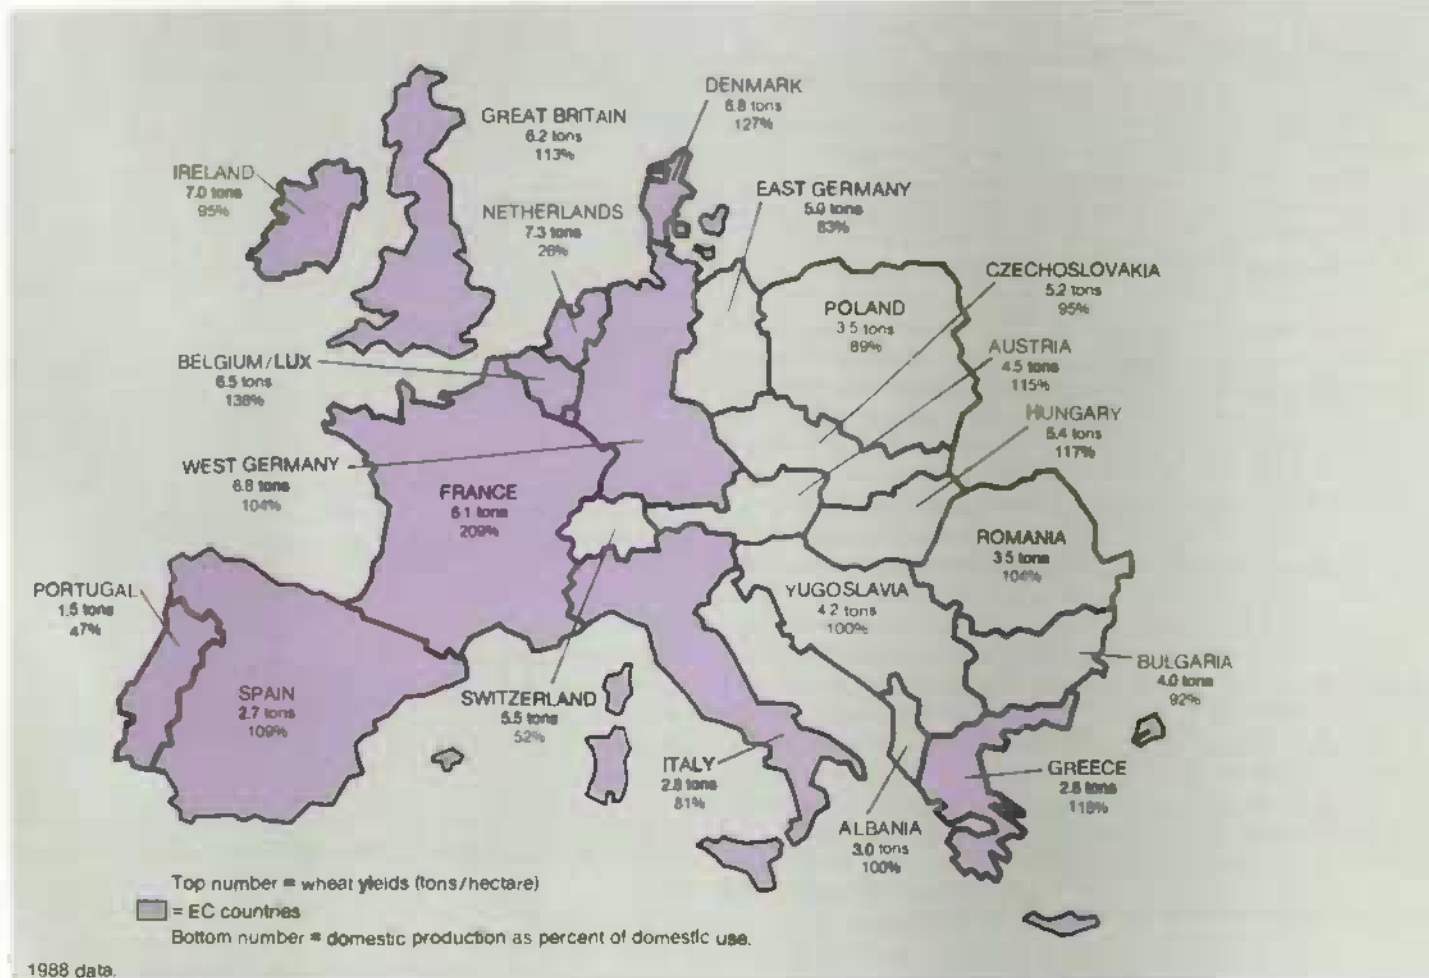 DENMARK
6.8 tons
127%
GREAT BRITAIN
6.2 tons
113%
IRELAND
7.0 tons
95%
EAST GERMANY
5.0 tons
83%
NETHERLANDS
7.3 tons
26%
CZECHOSLOVAKIA
5.2 tons
95%
POLAND
3.5 tons
89%
AUSTRIA
4.5 tons
115%
BELGIUM/LUX
6.5 tons
138%
HUNGARY
5.4 tons
117%
WEST GERMANY
6.8 tons
104%
FRANCE
6.1 tons
209%
ROMANIA
3.5 tons
104%
PORTUGAL
1.5 tons
47%
YUGOSLAVIA
4.2 tons
100%
BULGARIA
4.0 tons
92%
SPAIN
2.7 tons
109%
SWITZERLAND
5.5 tons
52%
ITALY
2.8 tons
81%
GREECE
2.6 tons
118%
ALBANIA
3.0 tons
100%
Top number = wheat yields (tons/hectare)
= EC countries
Bottom number = domestic production as percent of domestic use.
1988 data.